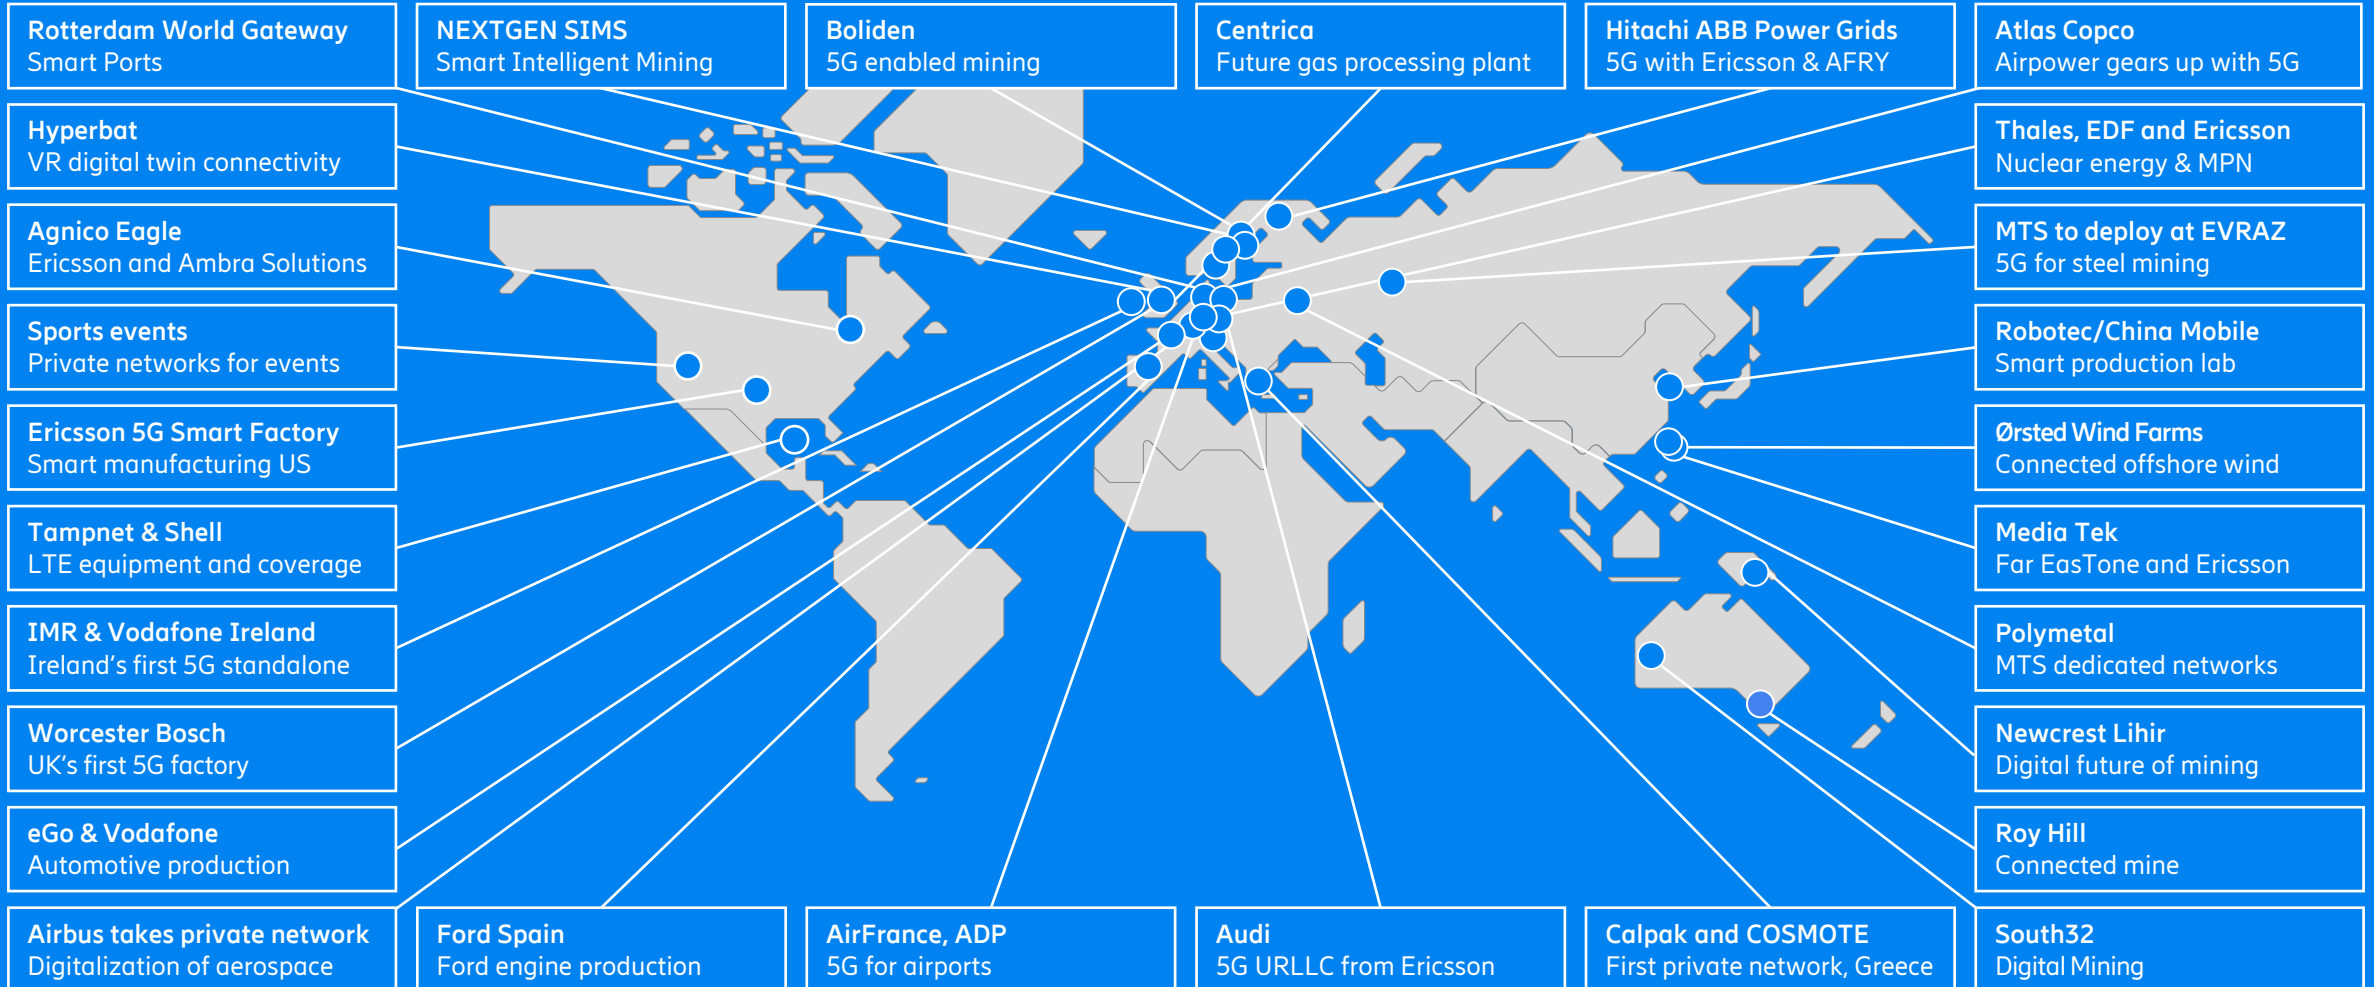 Rotterdam World Gateway
Smart Ports
NEXTGEN SIMS
Smart Intelligent Mining
Boliden
5G enabled mining
Centrica
Future gas processing plant
Hitachi ABB Power Grids
5G with Ericsson & AFRY
Atlas Copco
Airpower gears up with 5G
Hyperbat
VR digital twin connectivity
Agnico Eagle
Ericsson and Ambra Solutions
Sports events
Private networks for events
Ericsson 5G Smart Factory
Smart manufacturing US
Tampnet & Shell
LTE equipment and coverage
IMR & Vodafone Ireland
Ireland's first 5G standalone
Worcester Bosch
UK's first 5G factory
eGo & Vodafone
Automotive production
Airbus takes private network
Digitalization of aerospace
Ford Spain
Ford engine production
AirFrance, ADP
5G for airports
Audi
5G URLLC from Ericsson
Calpak and COSMOTE
First private network, Greece
Thales, EDF and Ericsson
Nuclear energy & MPN
MTS to deploy at EVRAZ
5G for steel mining
Robotec/China Mobile
Smart production lab
Ørsted Wind Farms
Connected offshore wind
Media Tek
Far EasTone and Ericsson
Polymetal
MTS dedicated networks
Newcrest Lihir
Digital future of mining
Roy Hill
Connected mine
South32
Digital Mining